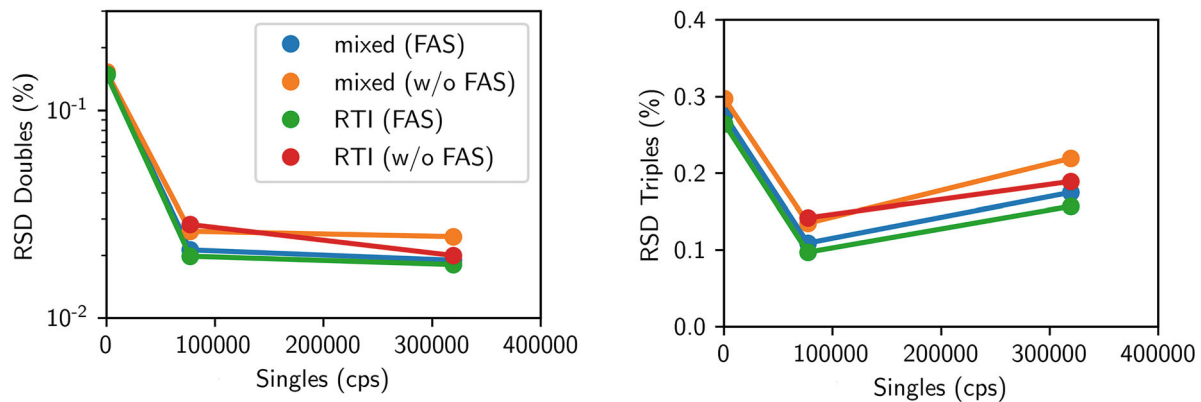 RSD Doubles (%)
10-1
10-2
mixed (FAS)
mixed (w/o FAS)
RTI (FAS)
RTI (w/o FAS)
0
100000
200000
300000
400000
Singles (cps)
RSD Triples (%)
0.4
0.3
0.2
0.1
0.0
0
100000
200000
300000
400000
Singles (cps)